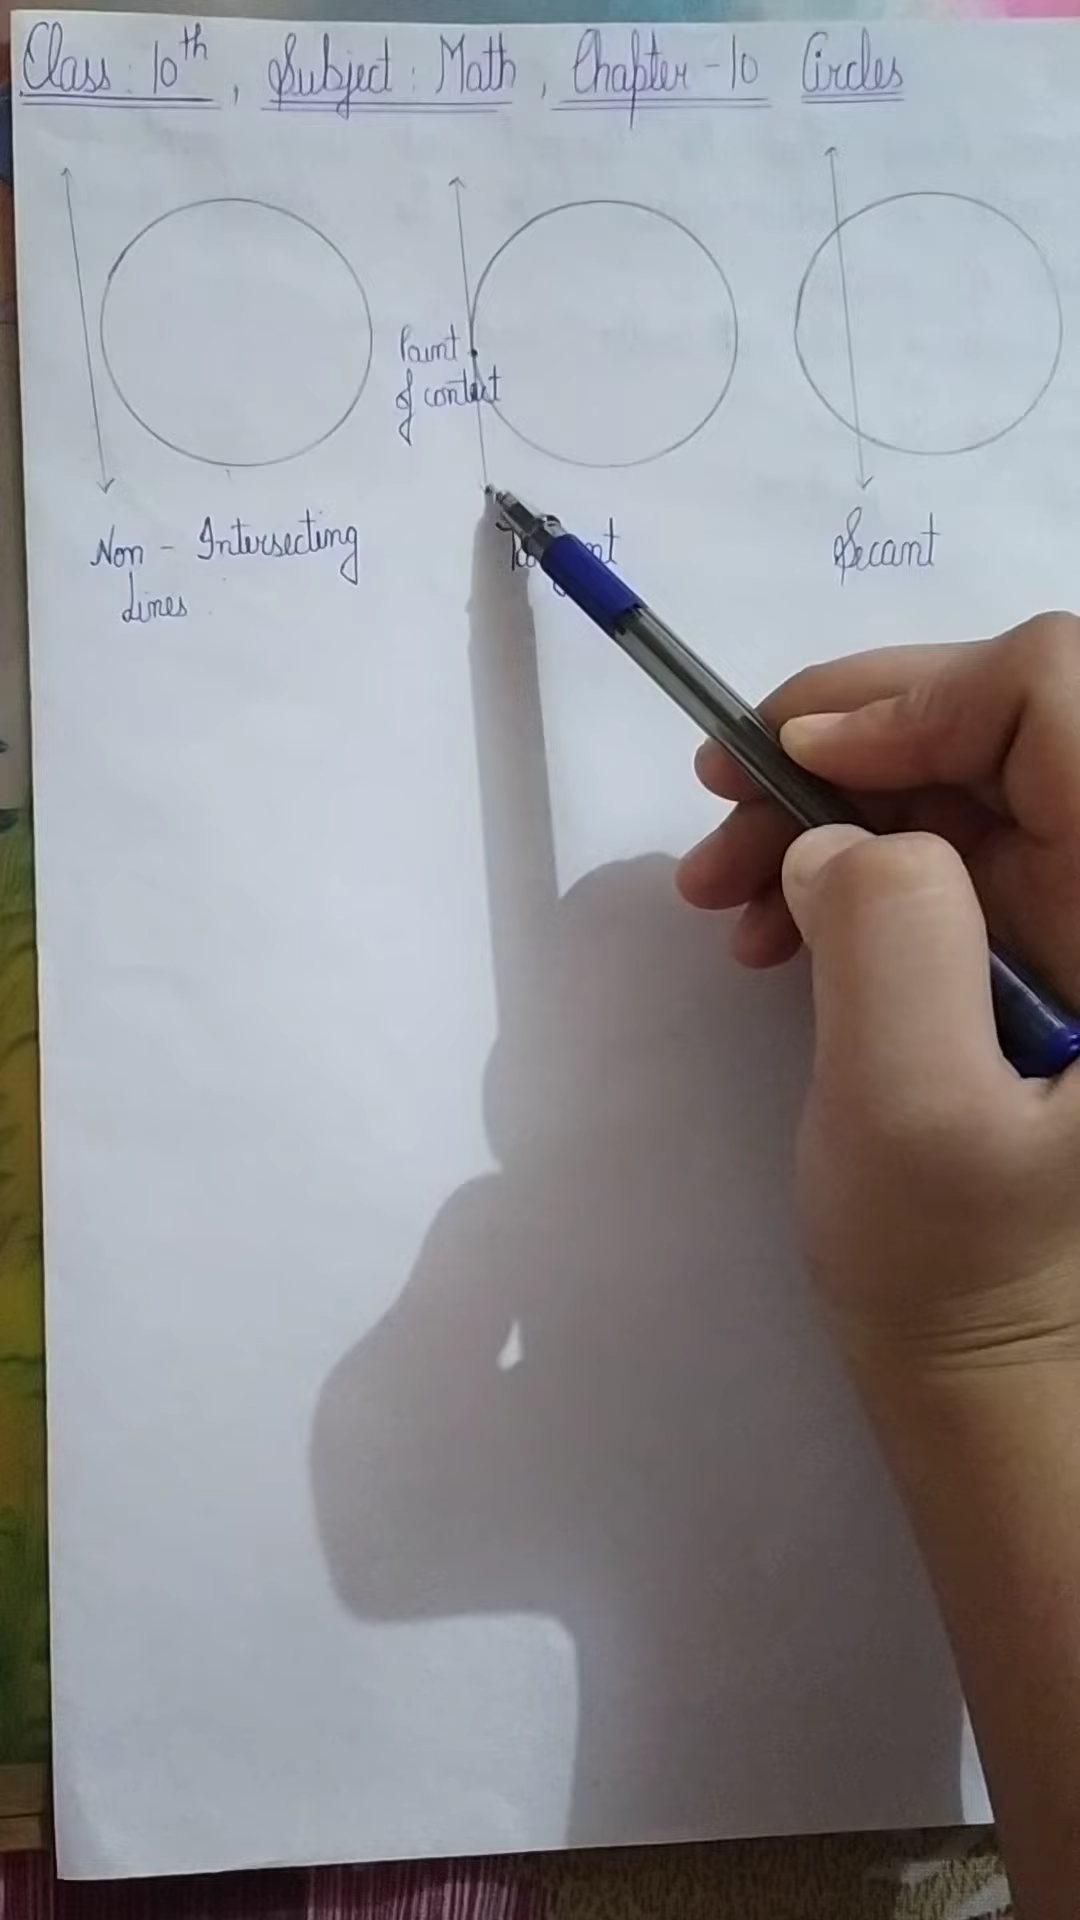 Class : 10th, Subject : Math, Chapter - 10 Circles
Point
of contact
Non - Intersecting
Lines
Secant